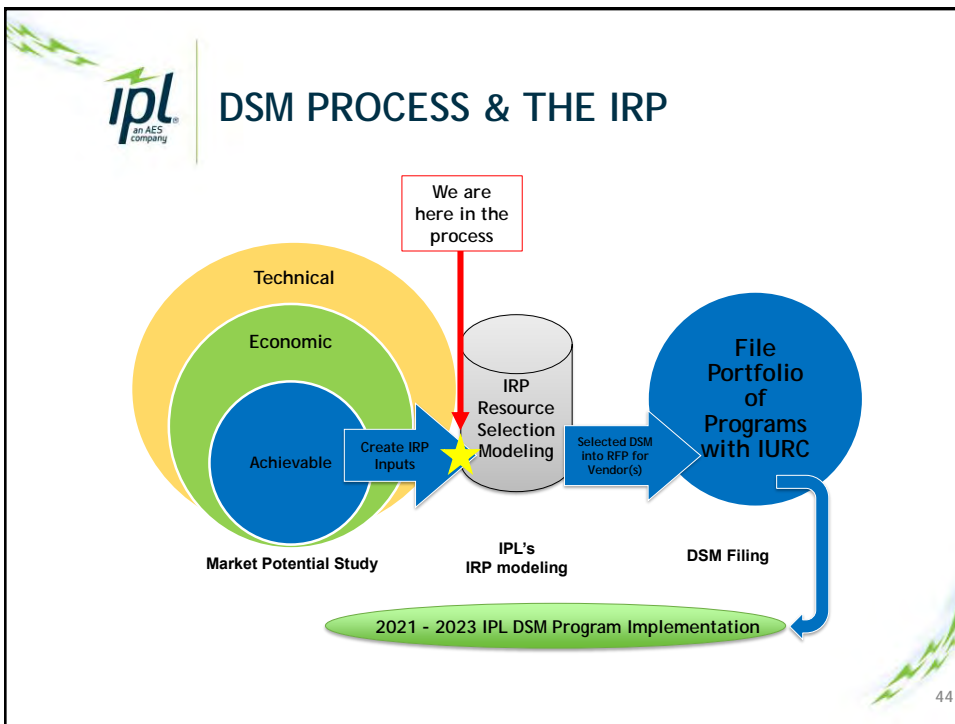 ipl®
an AES
company
DSM PROCESS & THE IRP
We are
here in the
process
Technical
Economic
Achievable
Create IRP
Inputs
IRP
Resource
Selection
Modeling
Selected DSM
into RFP for
Vendor(s)
File
Portfolio
of
Programs
with IURC
Market Potential Study
IPL's
IRP modeling
DSM Filing
2021 - 2023 IPL DSM Program Implementation
44